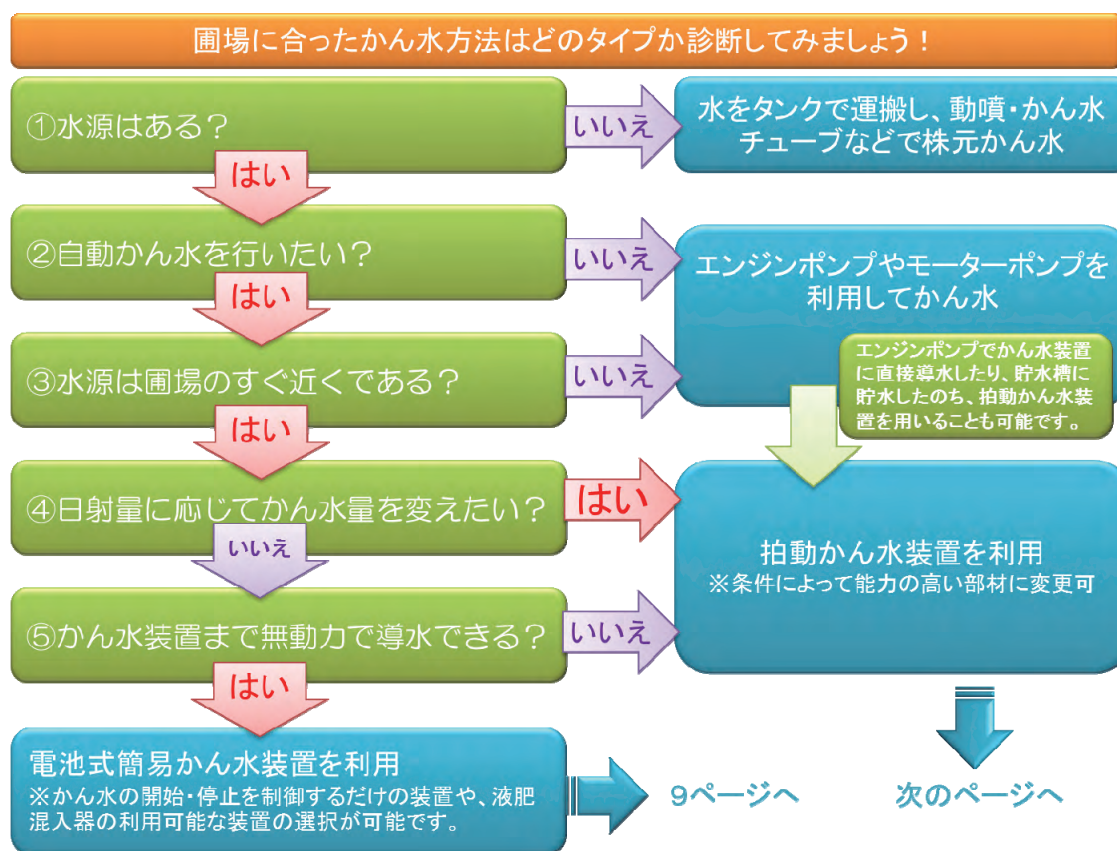 圃場に合ったかん水方法はどのタイプか診断してみましょう！
①水源はある？
いいえ
水をタンクで運搬し、動噴・かん水
チューブなどで株元かん水
はい
②自動かん水を行いたい？
いいえ
エンジンポンプやモーターポンプを
利用してかん水
はい
③水源は圃場のすぐ近くである？
いいえ
エンジンポンプでかん水装置
に直接導水したり、貯水槽に
貯水したのち、拍動かん水装
置を用いることも可能です。
はい
④日射量に応じてかん水量を変えたい？
はい
拍動かん水装置を利用
※条件によって能力の高い部材に変更可
いいえ
⑤かん水装置まで無動力で導水できる？
いいえ
はい
電池式簡易かん水装置を利用
※かん水の開始・停止を制御するだけの装置や、液肥
混入器の利用可能な装置の選択が可能です。
9ページへ
次のページへ